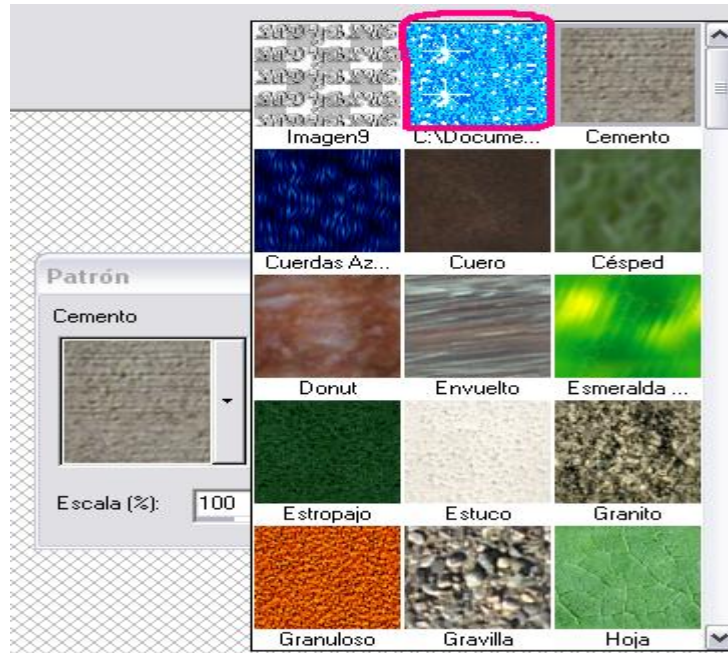 Imagen9
C:\Docume...
Cemento
Cuerdas Az...
Cuero
Césped
Patrón
Cemento
Donut
Envuelto
Esmeralda ...
Estropajo
Estuco
Granito
Escala (%):
100
Granuloso
Gravilla
Hoja